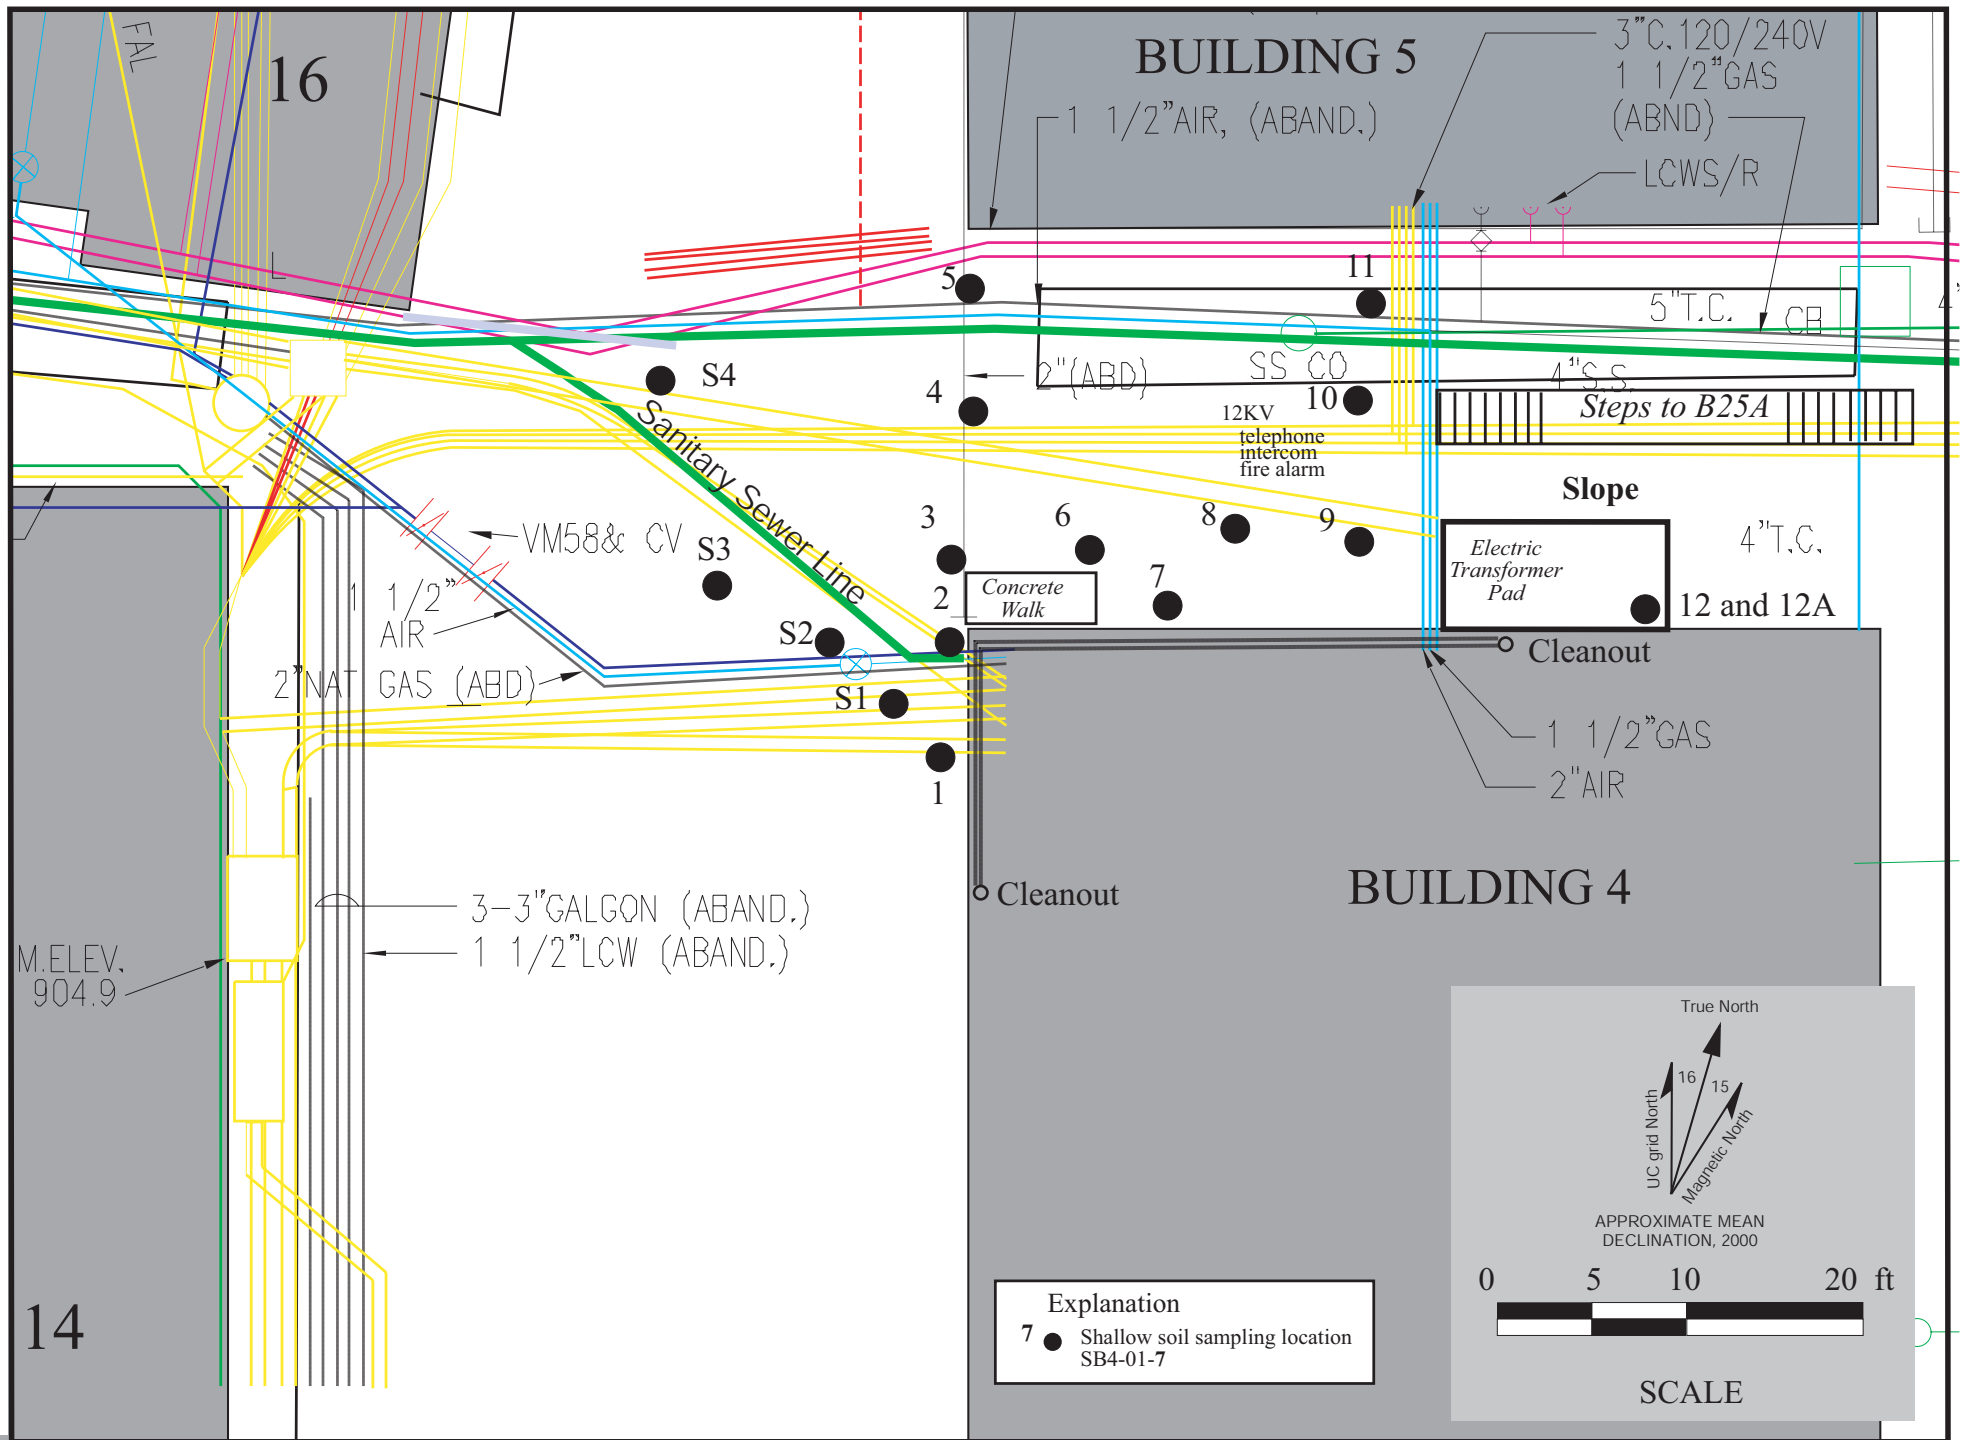 FAL
16
BUILDING 5
3"C.120/240V
1 1/2"GAS
(ABND)
1 1/2"AIR, (ABAND.)
LCWS/R
5
11
5"T.C.
CB
4"
S4
2"(ABD)
SS CO
4"S.S.
4
10
Steps to B25A
12KV
telephone
intercom
fire alarm
Sanitary Sewer Line
Slope
3
6
8
9
VM58& CV
S3
4"T.C.
Electric
Transformer
Pad
1 1/2"
AIR
Concrete
Walk
7
2
12 and 12A
S2
Cleanout
2"NAT GAS (ABD)
S1
1 1/2"GAS
2"AIR
1
Cleanout
BUILDING 4
3-3"GALGON (ABAND.)
1 1/2"LCW (ABAND.)
M.ELEV.
904.9
True North
16
15
UC grid North
Magnetic North
APPROXIMATE MEAN
DECLINATION, 2000
0 5 10 20 ft
SCALE
14
Explanation
7 Shallow soil sampling location
SB4-01-7